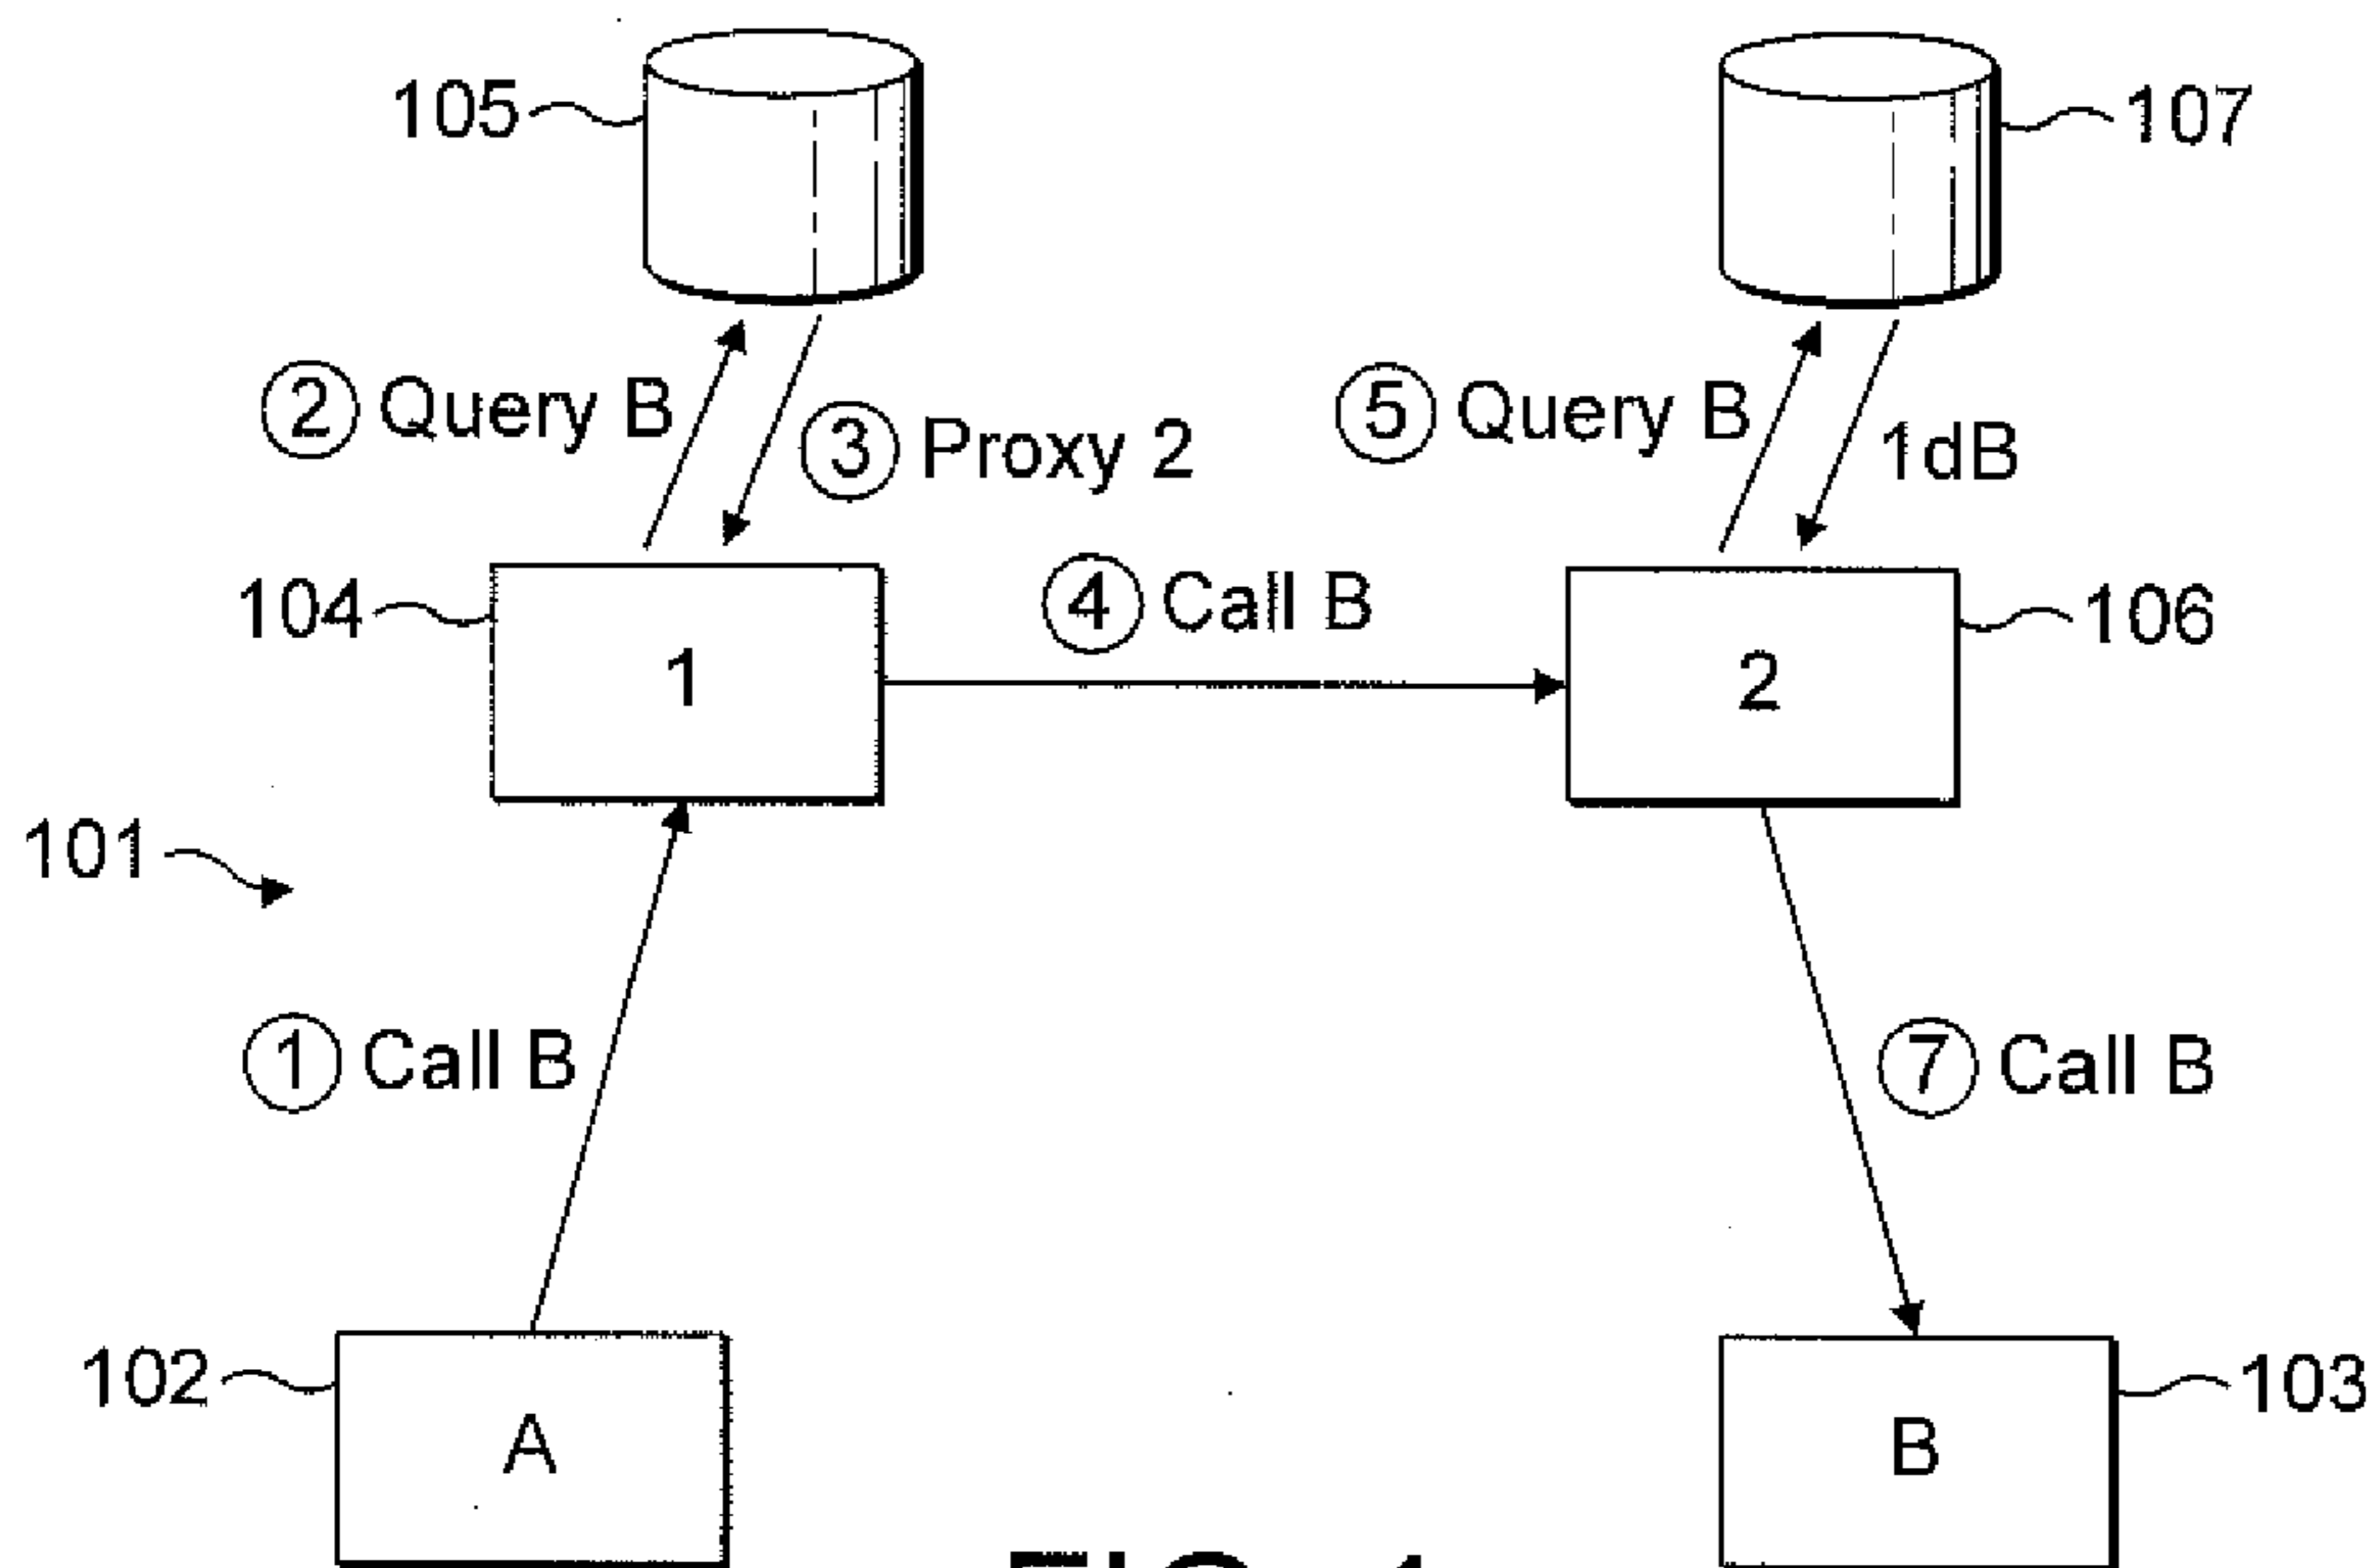 105
107
② Query B
③ Proxy 2
⑤ Query B
1dB
104
1
④ Call B
2
106
101
① Call B
⑦ Call B
102
A
B
103